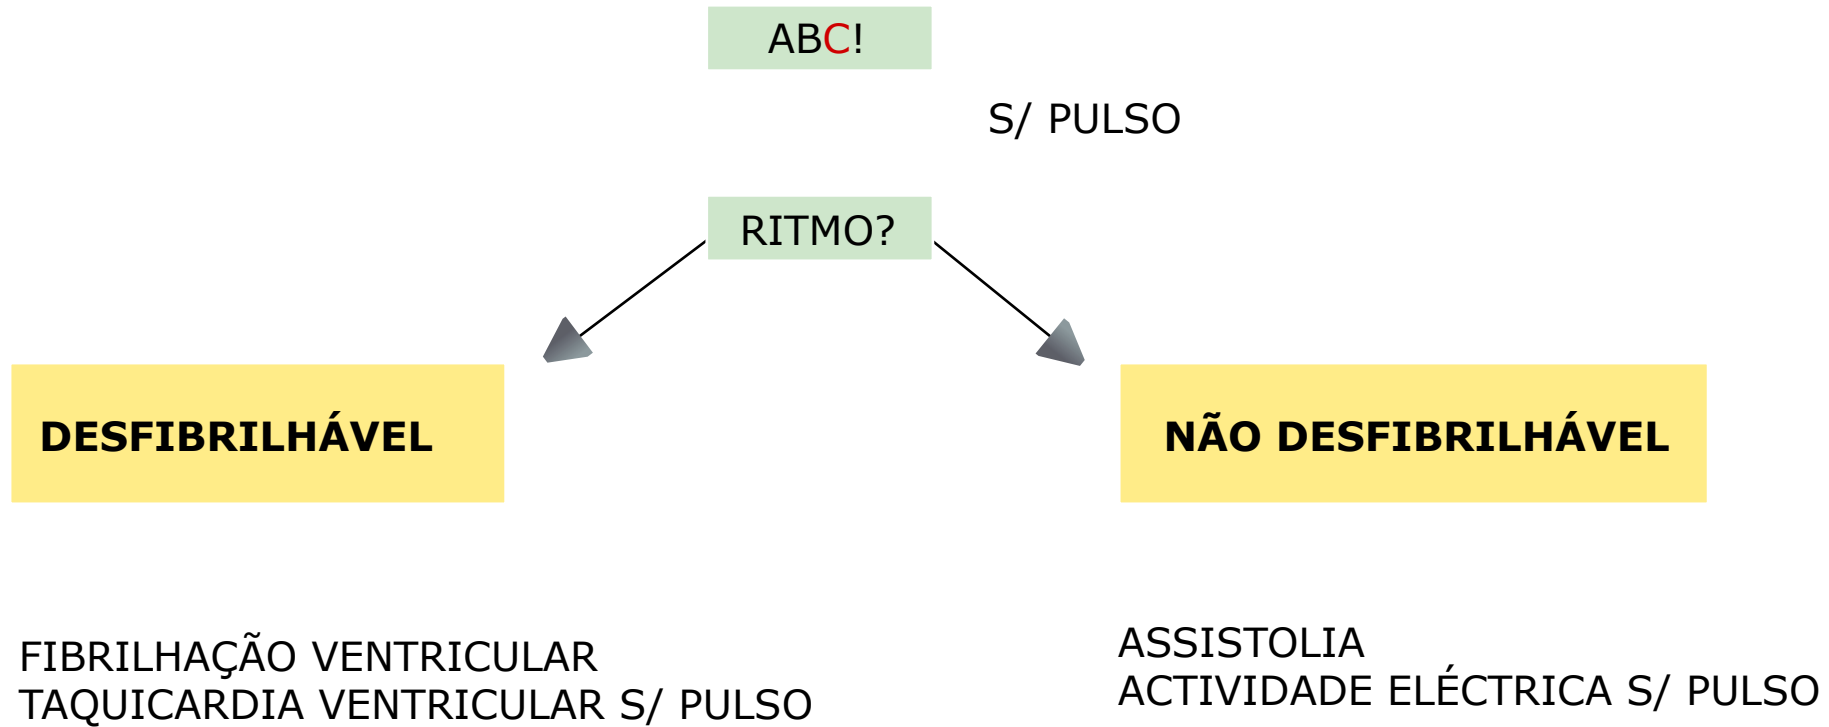 ABC!
S/ PULSO
RITMO?
DESFIBRILHÁVEL
NÃO DESFIBRILHÁVEL
FIBRILHAÇÃO VENTRICULAR
TAQUICARDIA VENTRICULAR S/ PULSO
ASSISTOLIA
ACTIVIDADE ELÉCTRICA S/ PULSO